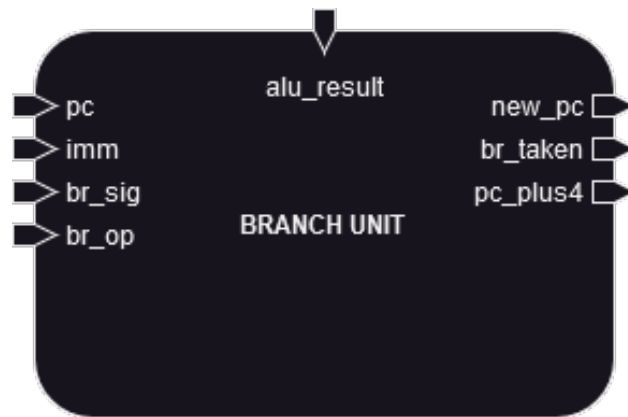 alu_result
pc
new_pc
imm
br_taken
br_sig
pc_plus4
br_op
BRANCH UNIT